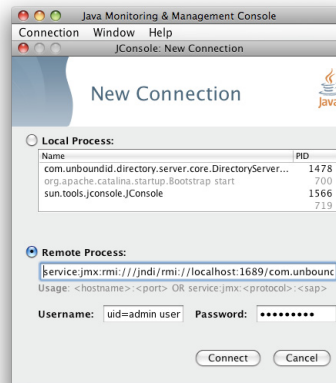 Java Monitoring & Management Console
Connection Window Help
JConsole: New Connection
New Connection
Java
Local Process:
Name PID
com.unboundid.directory.server.core.DirectoryServer... 1478
org.apache.catalina.startup.Bootstrap start 700
sun.tools.jconsole.JConsole 1566
719
Remote Process:
service:jmx:rmi:///jndi/rmi://localhost:1689/com.unbounc
Usage: <hostname>:<port> OR service:jmx:<protocol>:<sap>
Username: uid=admin user Password: •••••••••
Connect Cancel